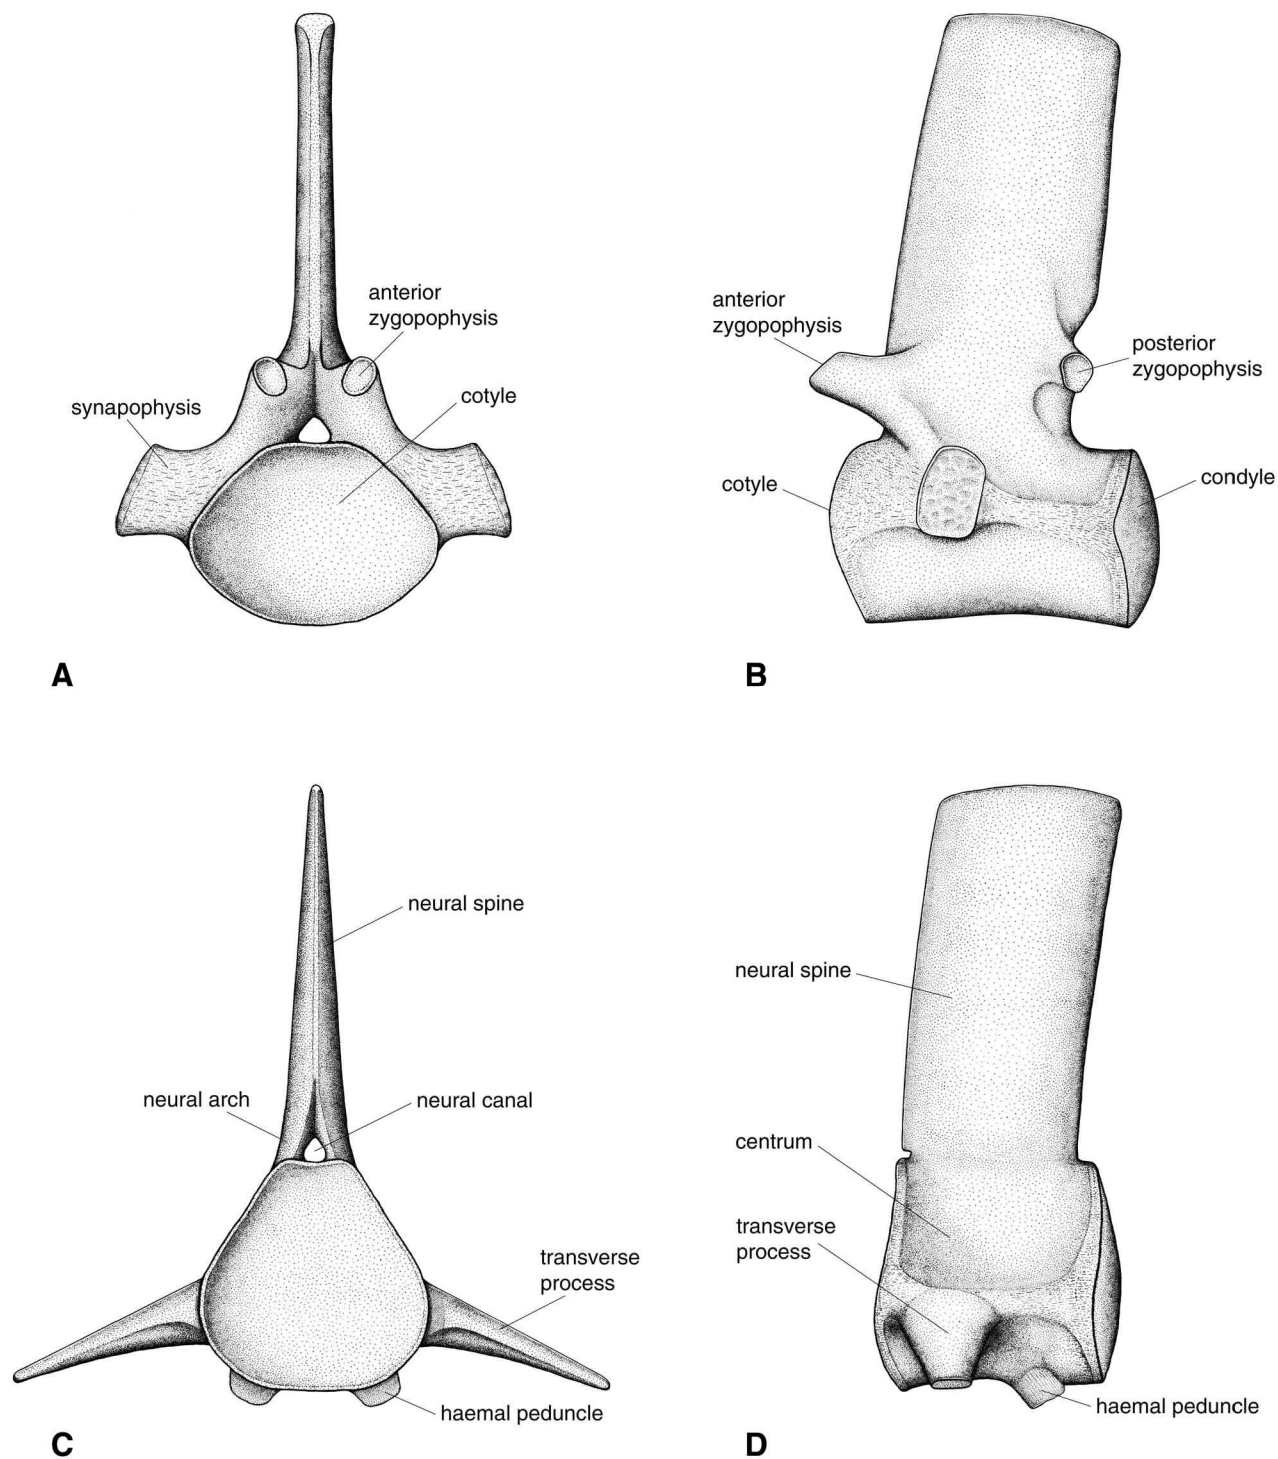 anterior
zygopophysis
synapophysis
cotyle
A
anterior
zygopophysis
posterior
zygopophysis
cotyle
condyle
B
neural spine
neural arch
neural canal
transverse
process
haemal peduncle
C
neural spine
centrum
transverse
process
haemal peduncle
D